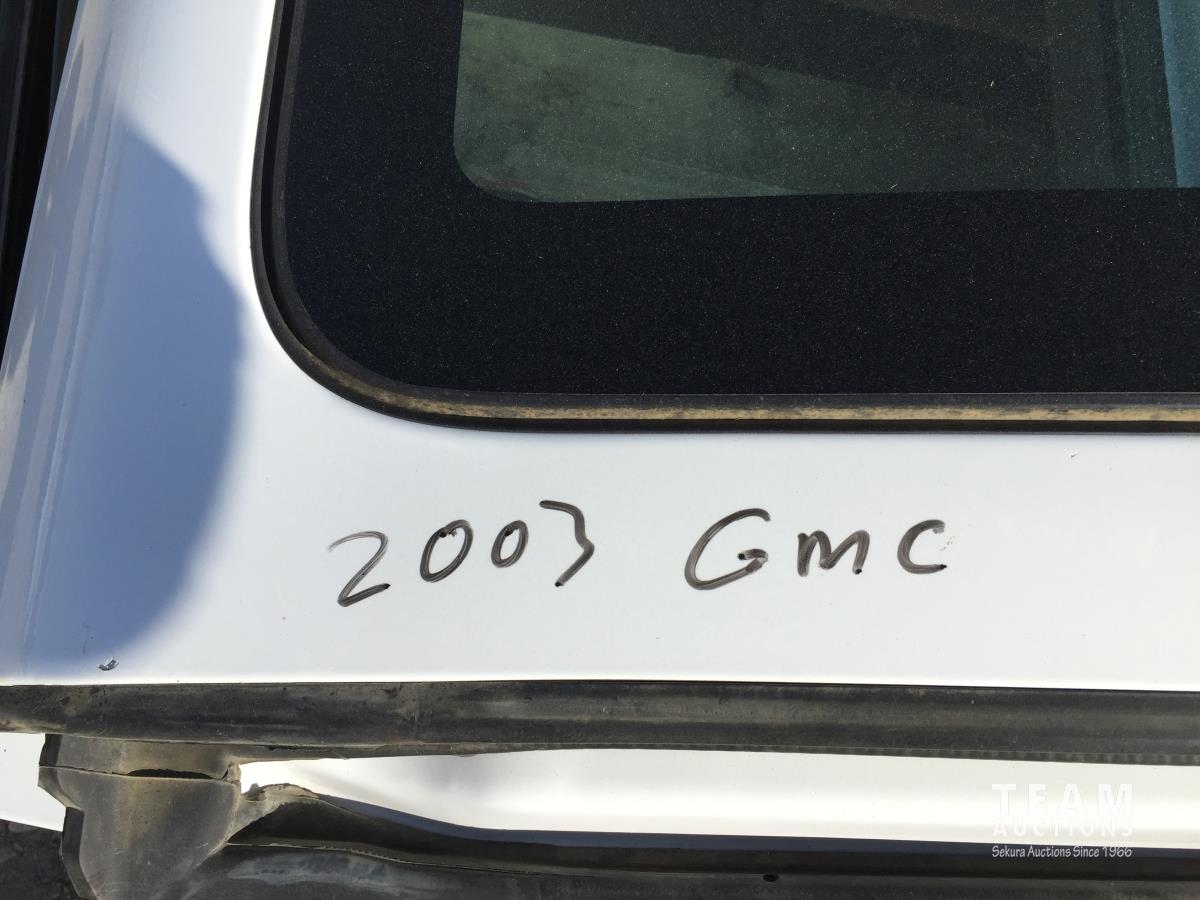 2003 GMC
TEAM
AUCTIONS
Sekura Auctions Since 1966